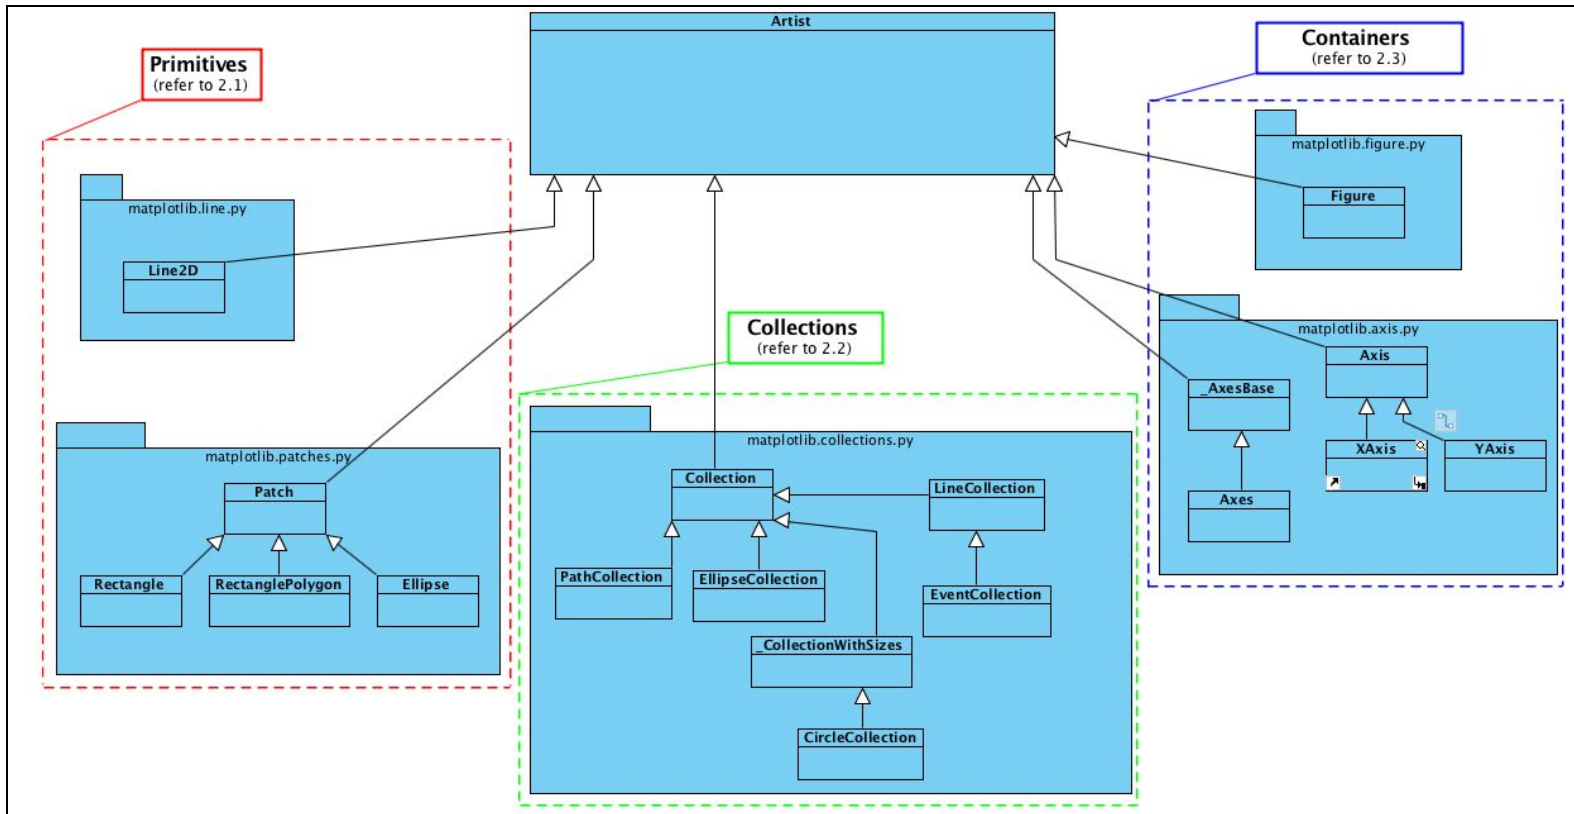 Artist
Primitives
(refer to 2.1)
Containers
(refer to 2.3)
matplotlib.line.py
Line2D
matplotlib.patches.py
Patch
Rectangle
RectanglePolygon
Ellipse
Collections
(refer to 2.2)
matplotlib.collections.py
Collection
LineCollection
PathCollection
EllipseCollection
EventCollection
_CollectionWithSizes
CircleCollection
matplotlib.figure.py
Figure
matplotlib.axis.py
Axis
_AxesBase
XAxis
YAxis
Axes